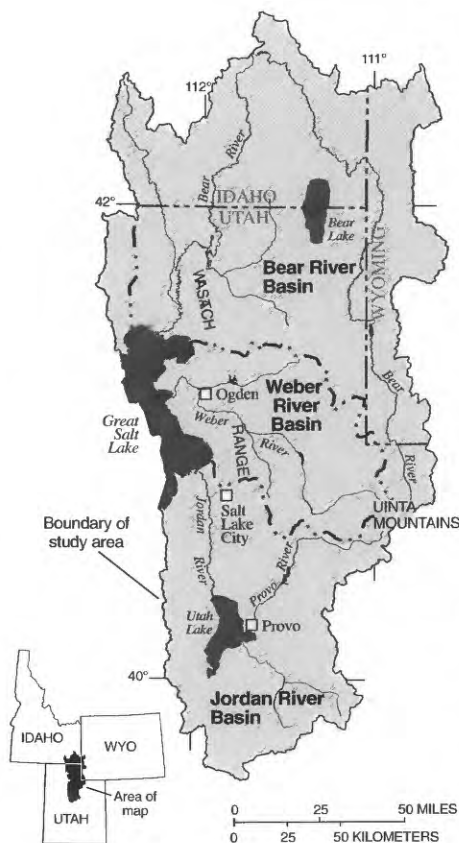 112°
111°
Bear
River
42°
IDAHO
UTAH
Bear
Lake
WYOMING
Bear River
Basin
WASATCH
RANGE
Great
Salt
Lake
Ogden
Weber
River
Weber
River
Basin
Bear
River
Salt
Lake
City
UINTA
MOUNTAINS
Boundary of
study area
Jordan
River
Provo
River
Utah
Lake
Provo
40°
Jordan River
Basin
IDAHO
WYO
UTAH
Area of
map
0 25 50 MILES
0 25 50 KILOMETERS